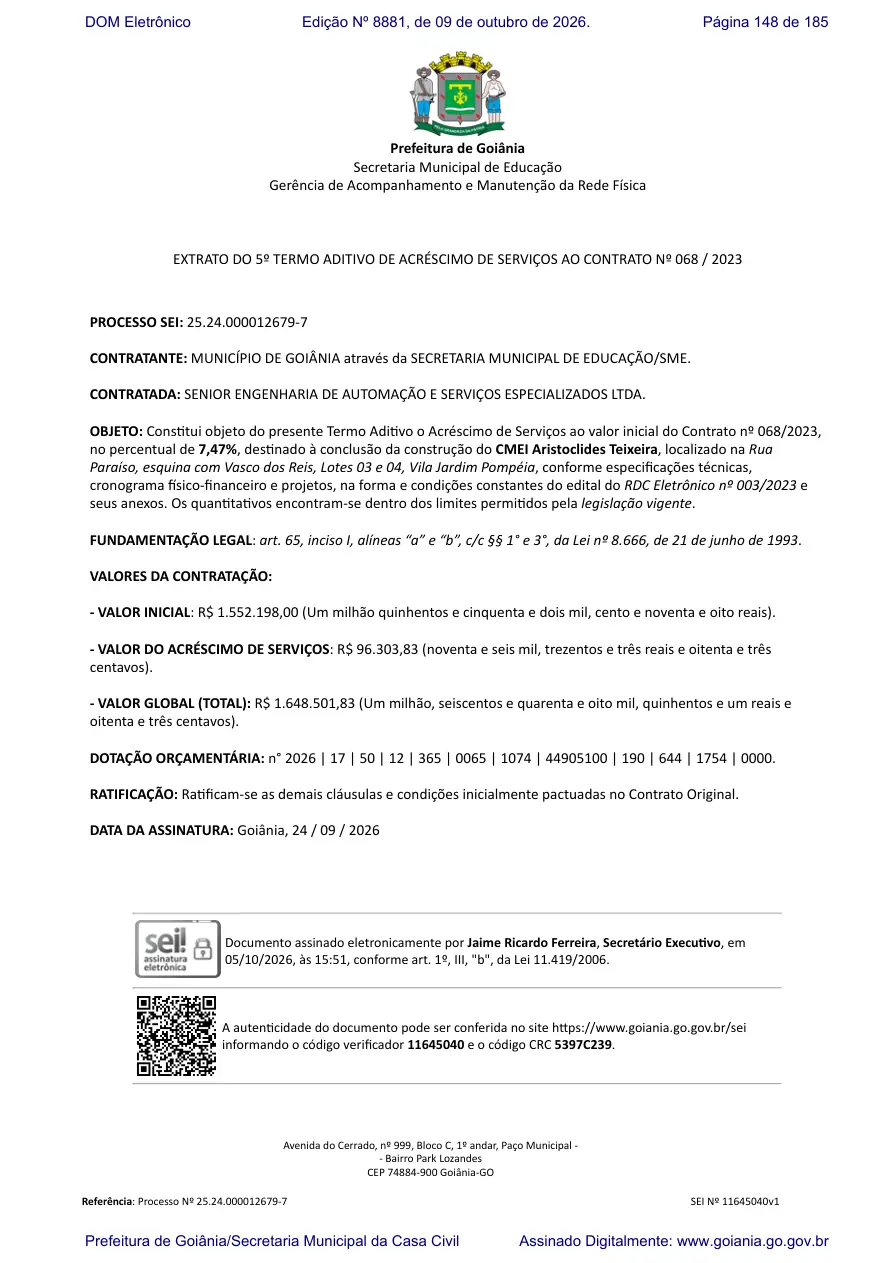 DOM Eletrônico Edição Nº 8881, de 09 de outubro de 2026. Página 148 de 185
Prefeitura de Goiânia
Secretaria Municipal de Educação
Gerência de Acompanhamento e Manutenção da Rede Física
EXTRATO DO 5º TERMO ADITIVO DE ACRÉSCIMO DE SERVIÇOS AO CONTRATO Nº 068 / 2023
PROCESSO SEI: 25.24.000012679-7
CONTRATANTE: MUNICÍPIO DE GOIÂNIA através da SECRETARIA MUNICIPAL DE EDUCAÇÃO/SME.
CONTRATADA: SENIOR ENGENHARIA DE AUTOMAÇÃO E SERVIÇOS ESPECIALIZADOS LTDA.
OBJETO: Constitui objeto do presente Termo Aditivo o Acréscimo de Serviços ao valor inicial do Contrato nº 068/2023,
no percentual de 7,47%, destinado à conclusão da construção do CMEI Aristoclides Teixeira, localizado na Rua
Paraíso, esquina com Vasco dos Reis, Lotes 03 e 04, Vila Jardim Pompéia, conforme especificações técnicas,
cronograma físico-financeiro e projetos, na forma e condições constantes do edital do RDC Eletrônico nº 003/2023 e
seus anexos. Os quantitativos encontram-se dentro dos limites permitidos pela legislação vigente.
FUNDAMENTAÇÃO LEGAL: art. 65, inciso I, alíneas “a” e “b”, c/c §§ 1° e 3°, da Lei nº 8.666, de 21 de junho de 1993.
VALORES DA CONTRATAÇÃO:
- VALOR INICIAL: R$ 1.552.198,00 (Um milhão quinhentos e cinquenta e dois mil, cento e noventa e oito reais).
- VALOR DO ACRÉSCIMO DE SERVIÇOS: R$ 96.303,83 (noventa e seis mil, trezentos e três reais e oitenta e três
centavos).
- VALOR GLOBAL (TOTAL): R$ 1.648.501,83 (Um milhão, seiscentos e quarenta e oito mil, quinhentos e um reais e
oitenta e três centavos).
DOTAÇÃO ORÇAMENTÁRIA: n° 2026 | 17 | 50 | 12 | 365 | 0065 | 1074 | 44905100 | 190 | 644 | 1754 | 0000.
RATIFICAÇÃO: Ratificam-se as demais cláusulas e condições inicialmente pactuadas no Contrato Original.
DATA DA ASSINATURA: Goiânia, 24 / 09 / 2026
sei!
assinatura
eletrônica
Documento assinado eletronicamente por Jaime Ricardo Ferreira, Secretário Executivo, em
05/10/2026, às 15:51, conforme art. 1º, III, "b", da Lei 11.419/2006.
A autenticidade do documento pode ser conferida no site https://www.goiania.go.gov.br/sei
informando o código verificador 11645040 e o código CRC 5397C239.
Avenida do Cerrado, nº 999, Bloco C, 1º andar, Paço Municipal -
- Bairro Park Lozandes
CEP 74884-900 Goiânia-GO
Referência: Processo Nº 25.24.000012679-7 SEI Nº 11645040v1
Prefeitura de Goiânia/Secretaria Municipal da Casa Civil Assinado Digitalmente: www.goiania.go.gov.br